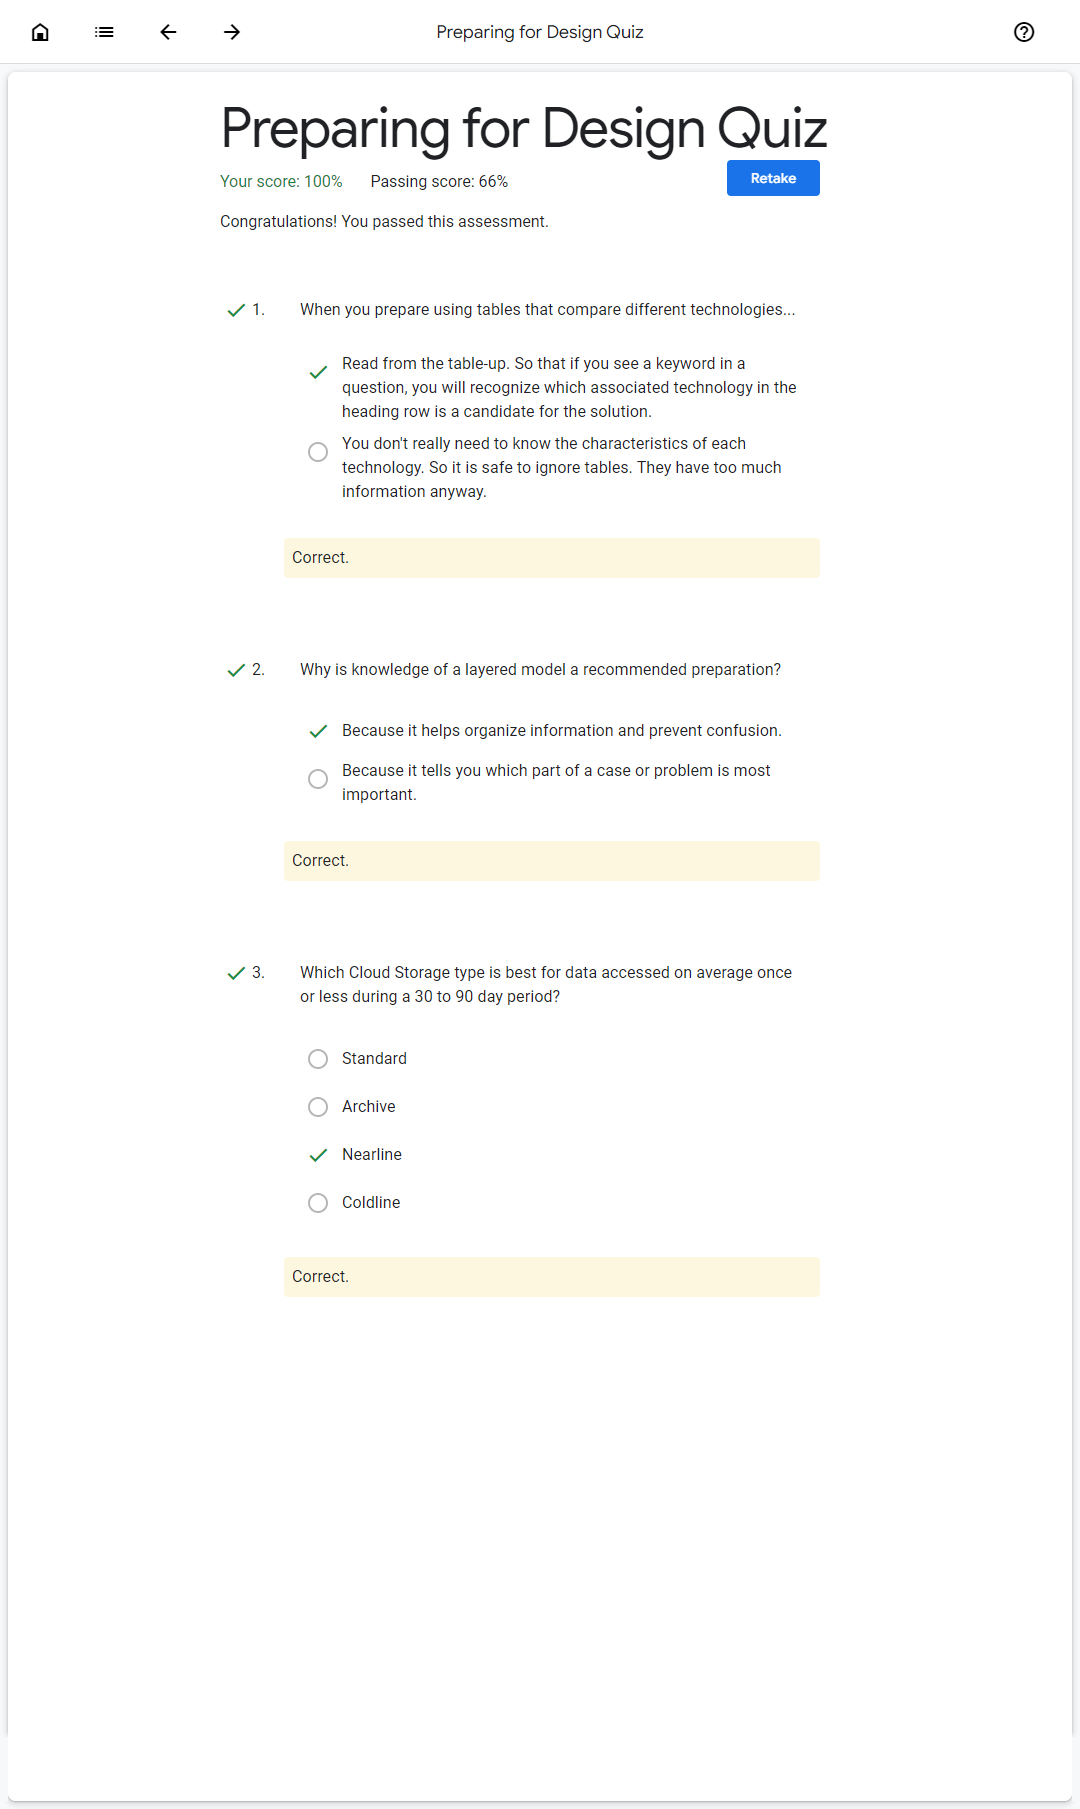 Preparing for Design Quiz
Preparing for Design Quiz
Your score: 100% Passing score: 66%
Retake
Congratulations! You passed this assessment.
1. When you prepare using tables that compare different technologies...
Read from the table-up. So that if you see a keyword in a
question, you will recognize which associated technology in the
heading row is a candidate for the solution.
You don't really need to know the characteristics of each
technology. So it is safe to ignore tables. They have too much
information anyway.
Correct.
2. Why is knowledge of a layered model a recommended preparation?
Because it helps organize information and prevent confusion.
Because it tells you which part of a case or problem is most
important.
Correct.
3. Which Cloud Storage type is best for data accessed on average once
or less during a 30 to 90 day period?
Standard
Archive
Nearline
Coldline
Correct.